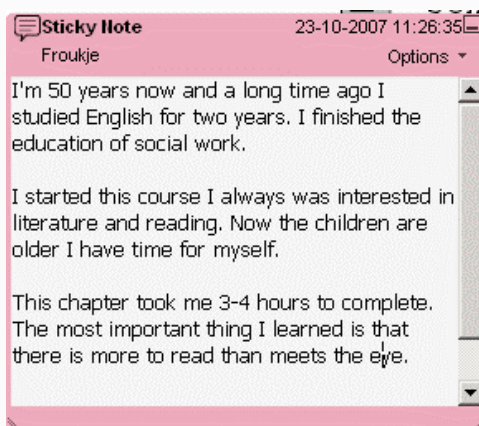 Sticky Note 23-10-2007 11:26:35
Froukje Options
I'm 50 years now and a long time ago I
studied English for two years. I finished the
education of social work.
I started this course I always was interested in
literature and reading. Now the children are
older I have time for myself.
This chapter took me 3-4 hours to complete.
The most important thing I learned is that
there is more to read than meets the eye.